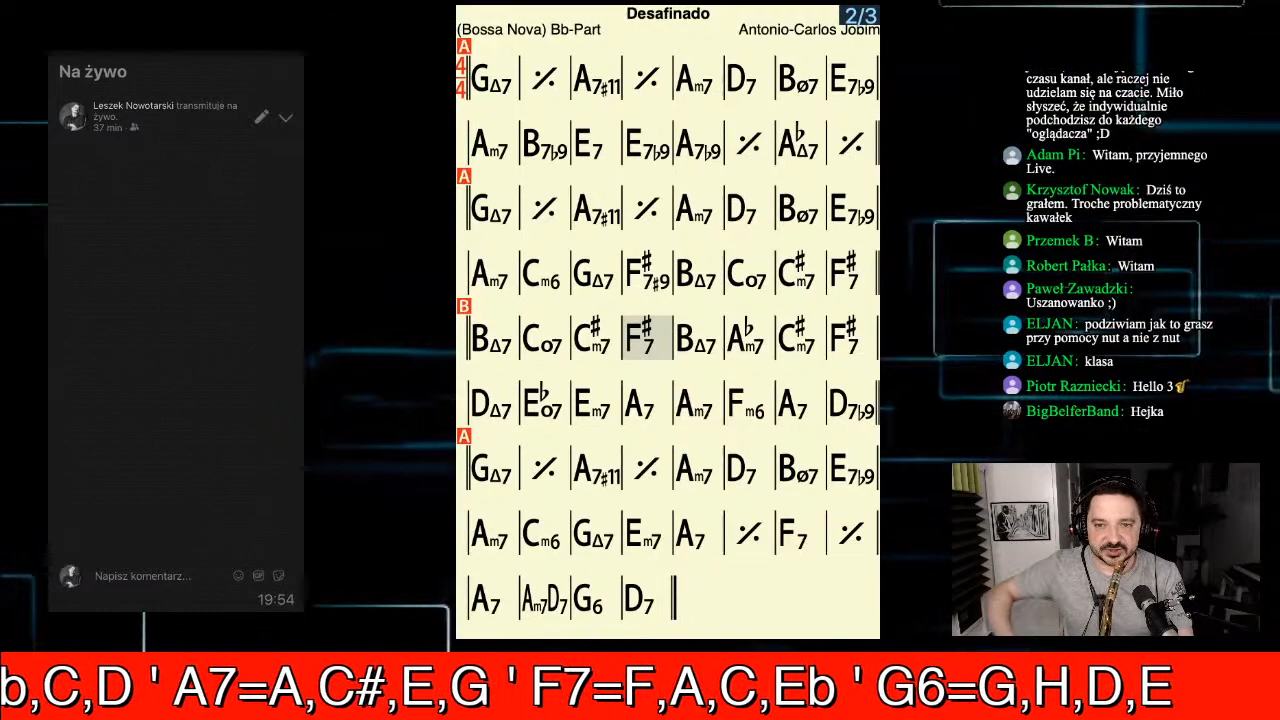 Na żywo
Leszek Nowotarski transmituje na
żywo.
37 min ·
Napisz komentarz...
19:54
Desafinado
2/3
(Bossa Nova) Bb-Part
Antonio-Carlos Jobim
A
4/4 GΔ7 | ٪ | A7#11 | ٪ | Am7 | D7 | Bø7 | E7b9
Am7 | B7b9 | E7 | E7b9 | A7b9 | ٪ | AbΔ7 | ٪
A
GΔ7 | ٪ | A7#11 | ٪ | Am7 | D7 | Bø7 | E7b9
Am7 | Cm6 | GΔ7 | F#7#9 | BΔ7 | Co7 | C#m7 | F#7
B
BΔ7 | Co7 | C#m7 | F#7 | BΔ7 | Abm7 | C#m7 | F#7
DΔ7 | Ebo7 | Em7 | A7 | Am7 | Fm6 | A7 | D7b9
A
GΔ7 | ٪ | A7#11 | ٪ | Am7 | D7 | Bø7 | E7b9
Am7 | Cm6 | GΔ7 | Em7 | A7 | ٪ | F7 | ٪
A7 | Am7 D7 | G6 | D7
czasu kanał, ale raczej nie
udzielam się na czacie. Miło
słyszeć, że indywidualnie
podchodzisz do każdego
"oglądacza" ;D
Adam Pi: Witam, przyjemnego
Live.
Krzysztof Nowak: Dziś to
grałem. Troche problematyczny
kawałek
Przemek B: Witam
Robert Pałka: Witam
Paweł Zawadzki:
Uszanowanko ;)
ELJAN: podziwiam jak to grasz
przy pomocy nut a nie z nut
ELJAN: klasa
Piotr Razniecki: Hello 3🎷
BigBelferBand: Hejka
b,C,D ' A7=A,C#,E,G ' F7=F,A,C,Eb ' G6=G,H,D,E